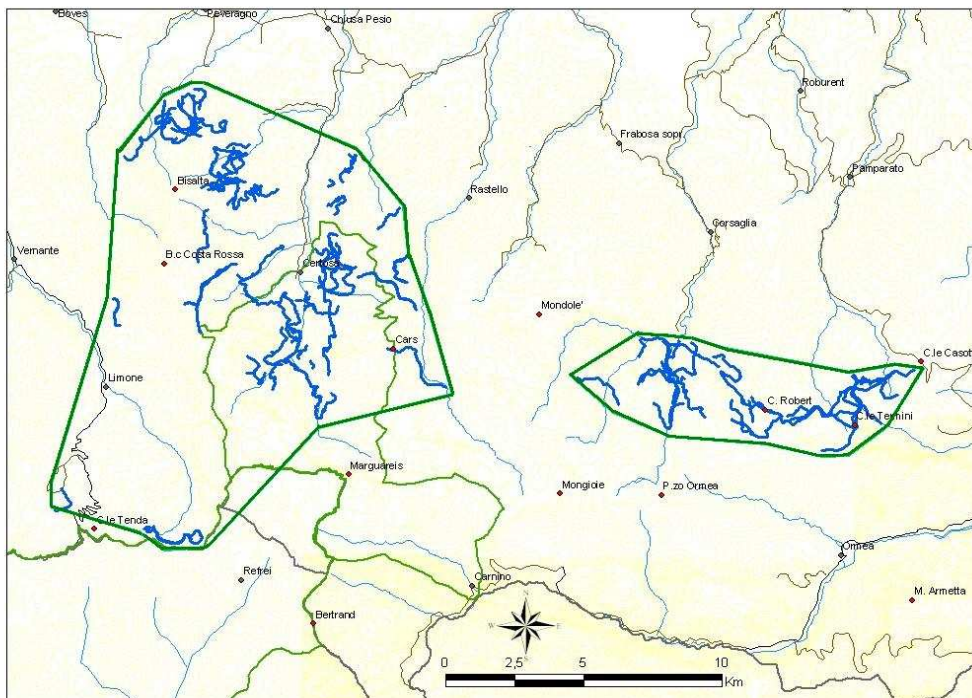 Boves
Peveragno
Chiusa Pesio
Roburent
Frabosa sopr.
Pamparato
Bisalta
Rastello
Corsaglia
Vernante
B.c Costa Rossa
Certosa
Mondole'
Cars
C.le Casott
Limone
C. Robert
C.le Termini
Marguareis
Mongioie
P.zo Ormea
C.le Tenda
Ormea
Refrei
Carnino
M. Armetta
N
W
E
S
Bertrand
0 2,5 5 10
Km